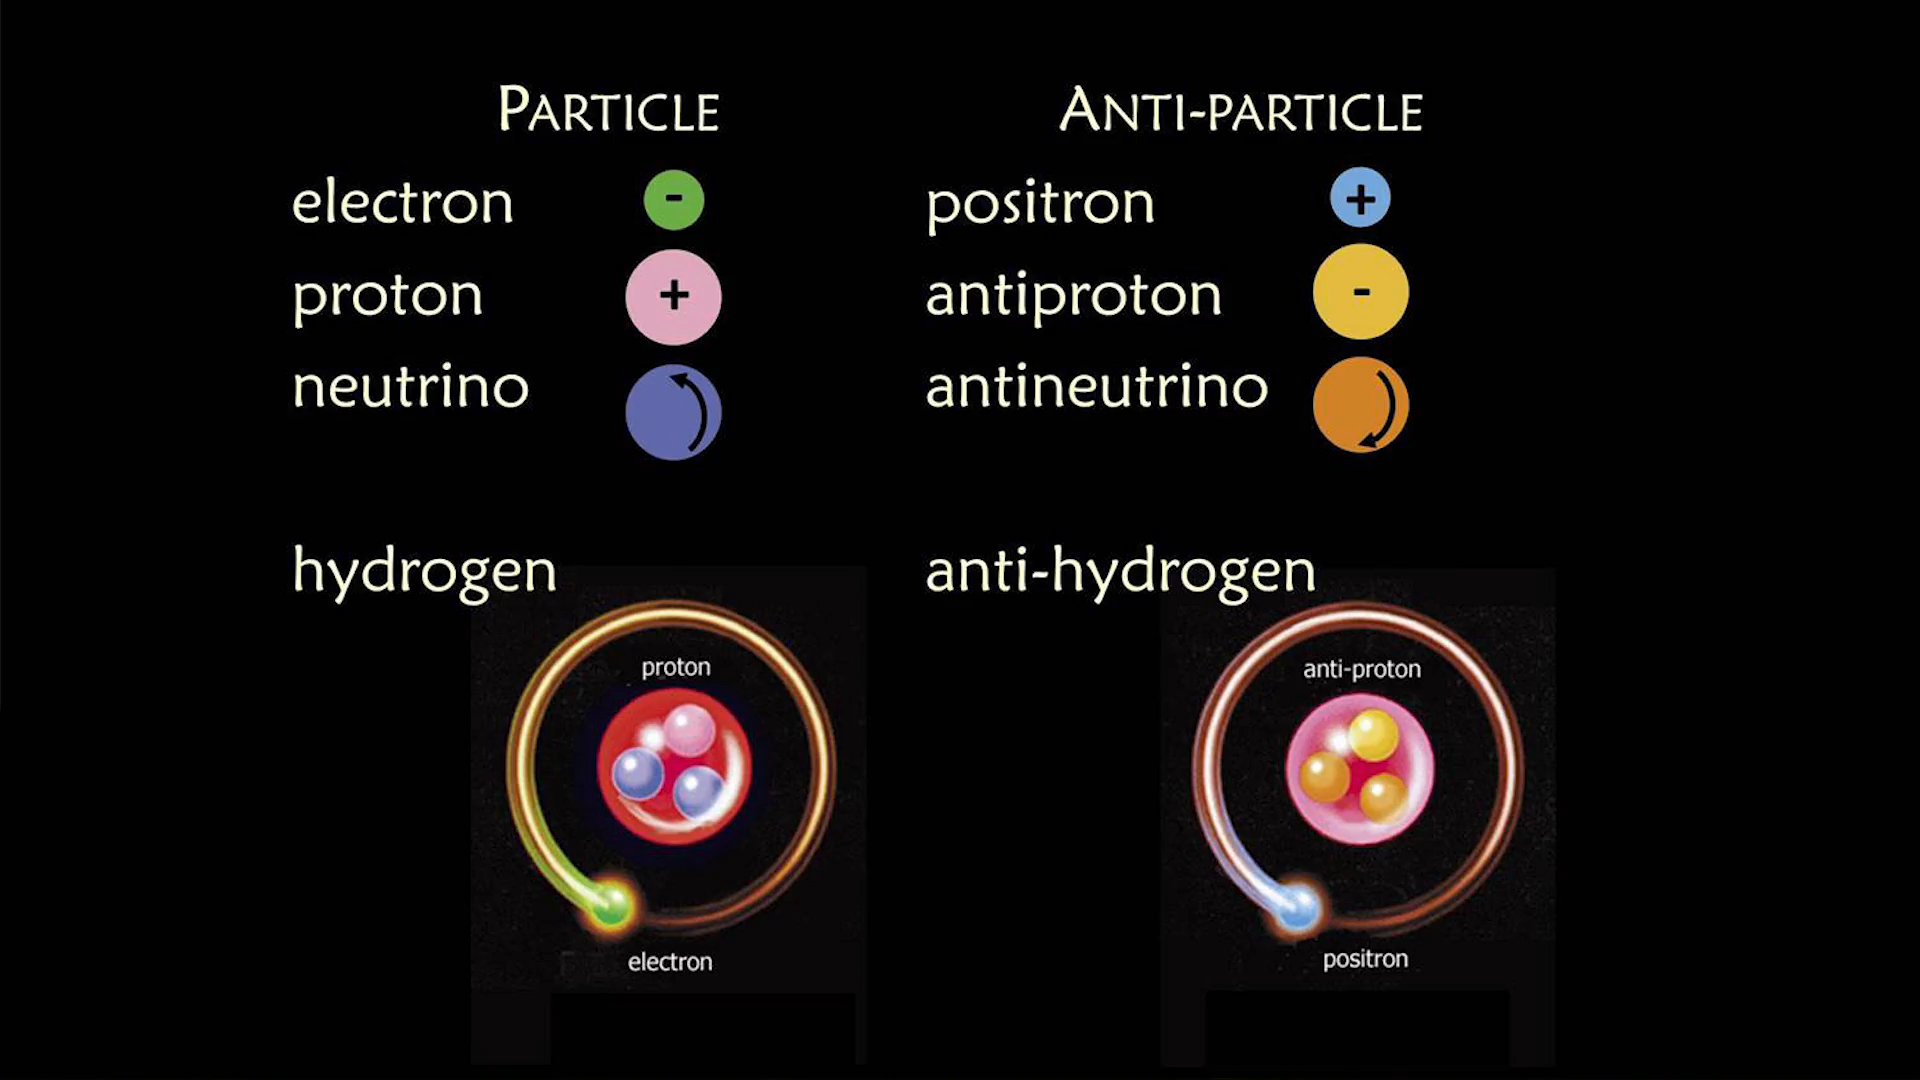 PARTICLE
ANTI-PARTICLE
electron -
positron +
proton +
antiproton -
neutrino
antineutrino
hydrogen
anti-hydrogen
proton
anti-proton
electron
positron